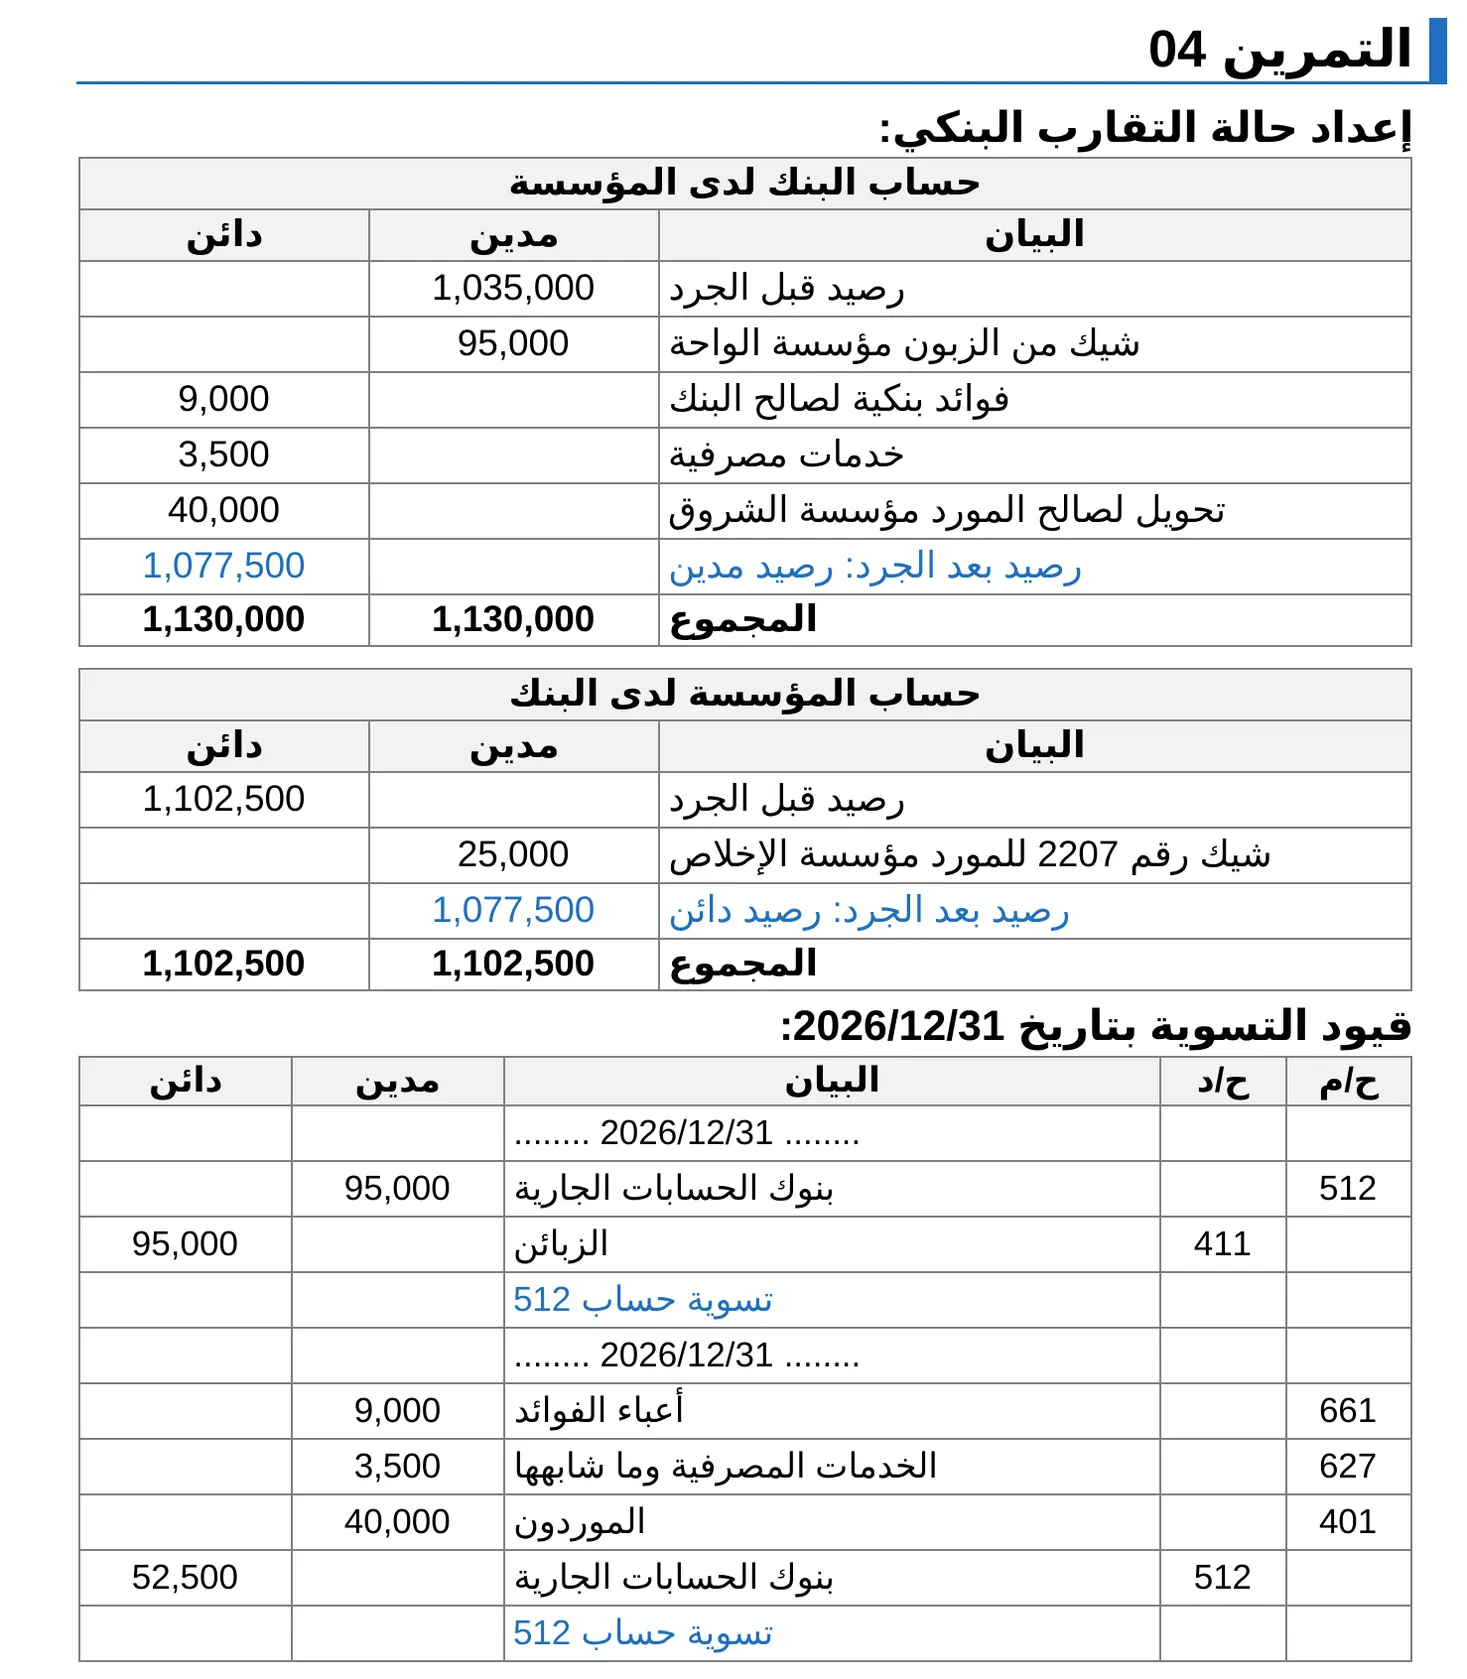 التمرين 04
إعداد حالة التقارب البنكي:
حساب البنك لدى المؤسسة
البيان مدين دائن
رصيد قبل الجرد 1,035,000
شيك من الزبون مؤسسة الواحة 95,000
فوائد بنكية لصالح البنك 9,000
خدمات مصرفية 3,500
تحويل لصالح المورد مؤسسة الشروق 40,000
رصيد بعد الجرد: رصيد مدين 1,077,500
المجموع 1,130,000 1,130,000
حساب المؤسسة لدى البنك
البيان مدين دائن
رصيد قبل الجرد 1,102,500
شيك رقم 2207 للمورد مؤسسة الإخلاص 25,000
رصيد بعد الجرد: رصيد دائن 1,077,500
المجموع 1,102,500 1,102,500
قيود التسوية بتاريخ 2026/12/31:
ح/م ح/د البيان مدين دائن
........ 2026/12/31 ........
512 بنوك الحسابات الجارية 95,000
411 الزبائن 95,000
تسوية حساب 512
........ 2026/12/31 ........
661 أعباء الفوائد 9,000
627 الخدمات المصرفية وما شابهها 3,500
401 الموردون 40,000
512 بنوك الحسابات الجارية 52,500
تسوية حساب 512